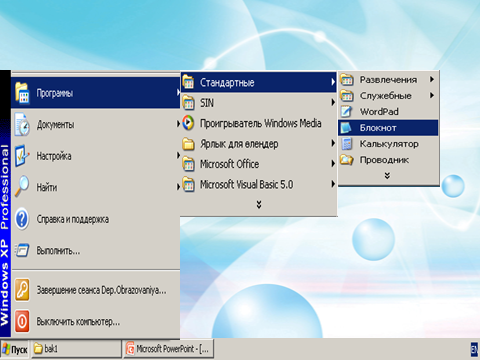 Windows XP Professional
Программы
Документы
Настройка
Найти
Справка и поддержка
Выполнить...
Завершение сеанса Dep.Obrazovaniya...
Выключить компьютер...
Стандартные
SIN
Проигрыватель Windows Media
Ярлык для өлендер
Microsoft Office
Microsoft Visual Basic 5.0
Развлечения
Служебные
WordPad
Блокнот
Калькулятор
Проводник
Пуск
bak1
Microsoft PowerPoint - [...
EN